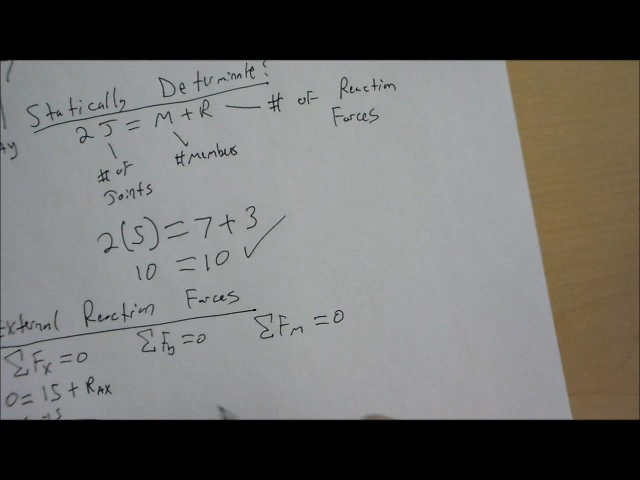 Statically Determinate?
2J = M + R — # of Reaction Forces
# of Joints
# members
2(5) = 7 + 3 ✓
10 = 10
External Reaction Forces
ΣFx = 0 ΣFy = 0 ΣFm = 0
0 = 15 + RAX